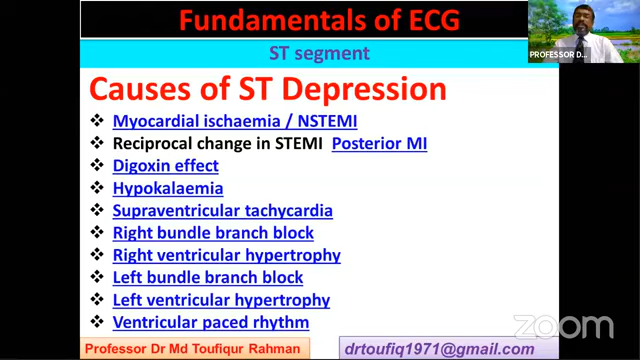 Fundamentals of ECG
ST segment
PROFESSOR D...
Causes of ST Depression
Myocardial ischaemia / NSTEMI
Reciprocal change in STEMI Posterior MI
Digoxin effect
Hypokalaemia
Supraventricular tachycardia
Right bundle branch block
Right ventricular hypertrophy
Left bundle branch block
Left ventricular hypertrophy
Ventricular paced rhythm
zoom
Professor Dr Md Toufiqur Rahman
drtoufiq1971@gmail.com